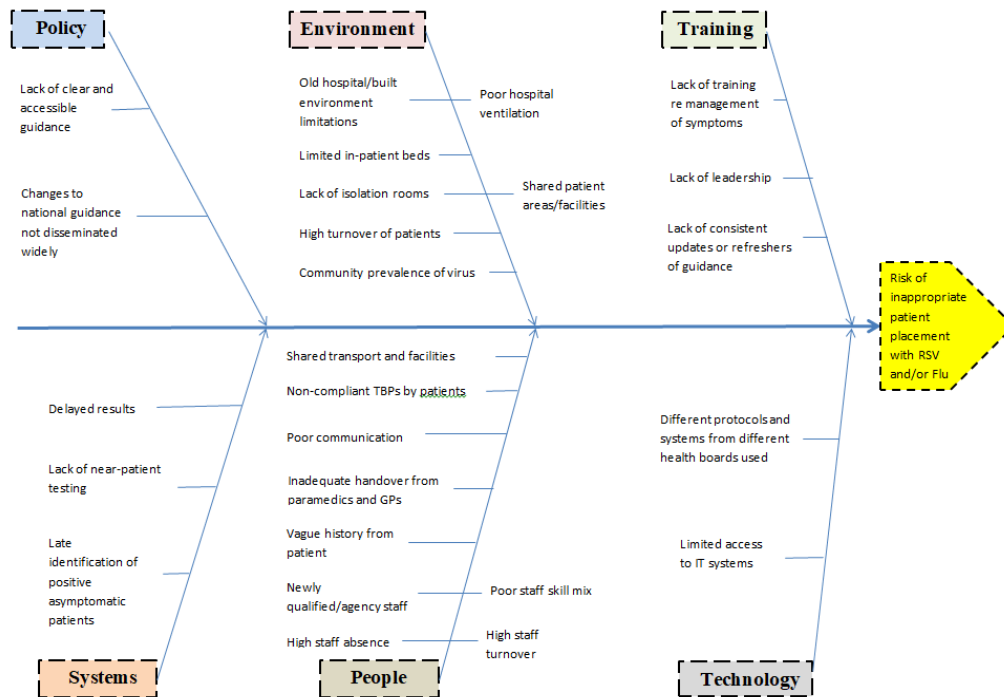 Policy
Environment
Training
Lack of clear and
accessible
guidance
Changes to
national guidance
not disseminated
widely
Old hospital/built
environment
limitations
Poor hospital
ventilation
Limited in-patient beds
Lack of isolation rooms
Shared patient
areas/facilities
High turnover of patients
Community prevalence of virus
Lack of training
re management
of symptoms
Lack of leadership
Lack of consistent
updates or refreshers
of guidance
Risk of
inappropriate
patient
placement
with RSV
and/or Flu
Delayed results
Lack of near-patient
testing
Late
identification of
positive
asymptomatic
patients
Shared transport and facilities
Non-compliant TBPs by patients
Poor communication
Inadequate handover from
paramedics and GPs
Vague history from
patient
Newly
qualified/agency staff
Poor staff skill mix
High staff absence
High staff
turnover
Different protocols and
systems from different
health boards used
Limited access
to IT systems
Systems
People
Technology